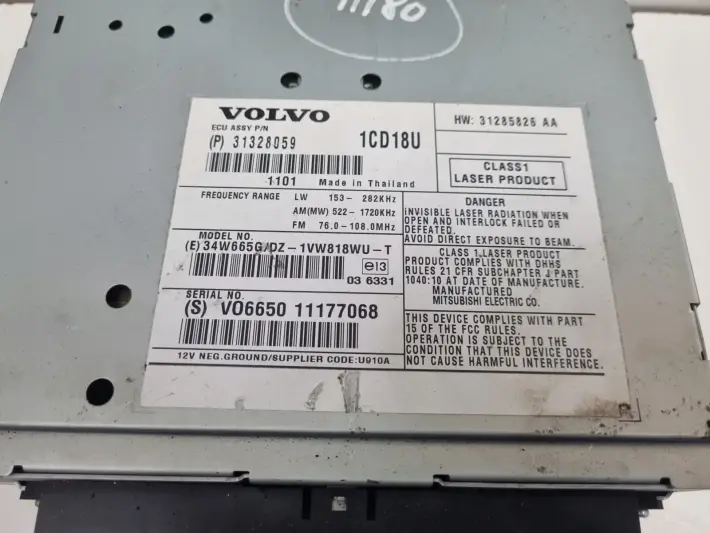 11180
VOLVO
ECU ASSY P/N
(P) 31328059
1CD18U
HW: 31285826 AA
1101 Made in Thailand
CLASS1
LASER PRODUCT
FREQUENCY RANGE LW 153- 282KHz
AM(MW) 522- 1720KHz
FM 76.0-108.0MHz
MODEL NO.
(E) 34W665G/DZ-1VW818WU-T
e13
03 6331
SERIAL NO.
(S) VO6650 11177068
12V NEG.GROUND/SUPPLIER CODE:U910A
DANGER
INVISIBLE LASER RADIATION WHEN
OPEN AND INTERLOCK FAILED OR
DEFEATED.
AVOID DIRECT EXPOSURE TO BEAM.
CLASS 1 LASER PRODUCT
PRODUCT COMPLIES WITH DHHS
RULES 21 CFR SUBCHAPTER J PART
1040:10 AT DATE OF MANUFACTURE.
MANUFACTURED
MITSUBISHI ELECTRIC CO.
THIS DEVICE COMPLIES WITH PART
15 OF THE FCC RULES.
OPERATION IS SUBJECT TO THE
CONDITION THAT THIS DEVICE DOES
NOT CAUSE HARMFUL INTERFERENCE.